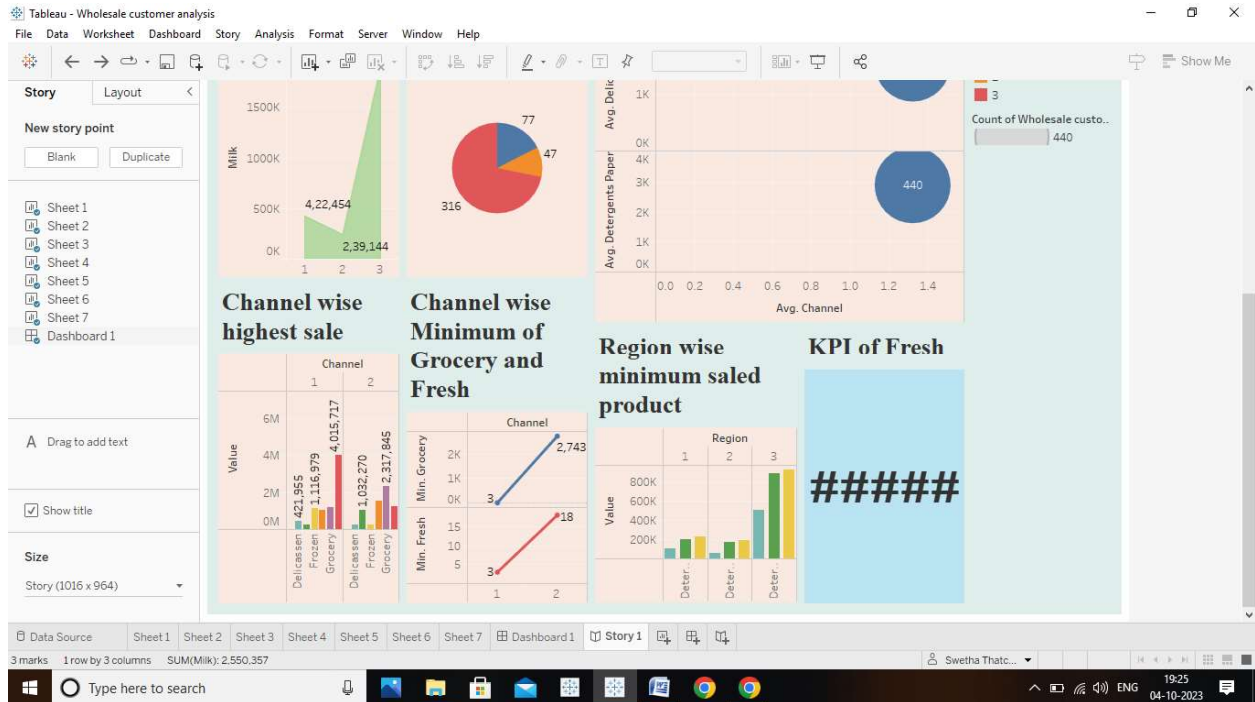 Tableau - Wholesale customer analysis
File Data Worksheet Dashboard Story Analysis Format Server Window Help
Show Me
Story Layout
New story point
Blank Duplicate
Sheet 1
Sheet 2
Sheet 3
Sheet 4
Sheet 5
Sheet 6
Sheet 7
Dashboard 1
A Drag to add text
Show title
Size
Story (1016 x 964)
Milk
1500K
1000K
500K
0K
4,22,454
2,39,144
1 2 3
77
47
316
Avg. Delic
1K
0K
Avg. Detergents Paper
4K
3K
2K
1K
0K
440
0.0 0.2 0.4 0.6 0.8 1.0 1.2 1.4
Avg. Channel
3
Count of Wholesale custo..
440
Channel wise
highest sale
Channel
1 2
Value
6M
4M
2M
0M
421,955
1,116,979
4,015,717
1,032,270
2,317,845
Delicassen
Frozen
Grocery
Delicassen
Frozen
Grocery
Channel wise
Minimum of
Grocery and
Fresh
Channel
Min. Grocery
2K
1K
0K
2,743
3
Min. Fresh
15
10
5
18
3
1 2
Region wise
minimum saled
product
Region
1 2 3
Value
800K
600K
400K
200K
Deter..
Deter..
Deter..
KPI of Fresh
#####
Data Source Sheet 1 Sheet 2 Sheet 3 Sheet 4 Sheet 5 Sheet 6 Sheet 7 Dashboard 1 Story 1
3 marks 1 row by 3 columns SUM(Milk): 2,550,357
Swetha Thatc...
Type here to search
ENG
19:25
04-10-2023